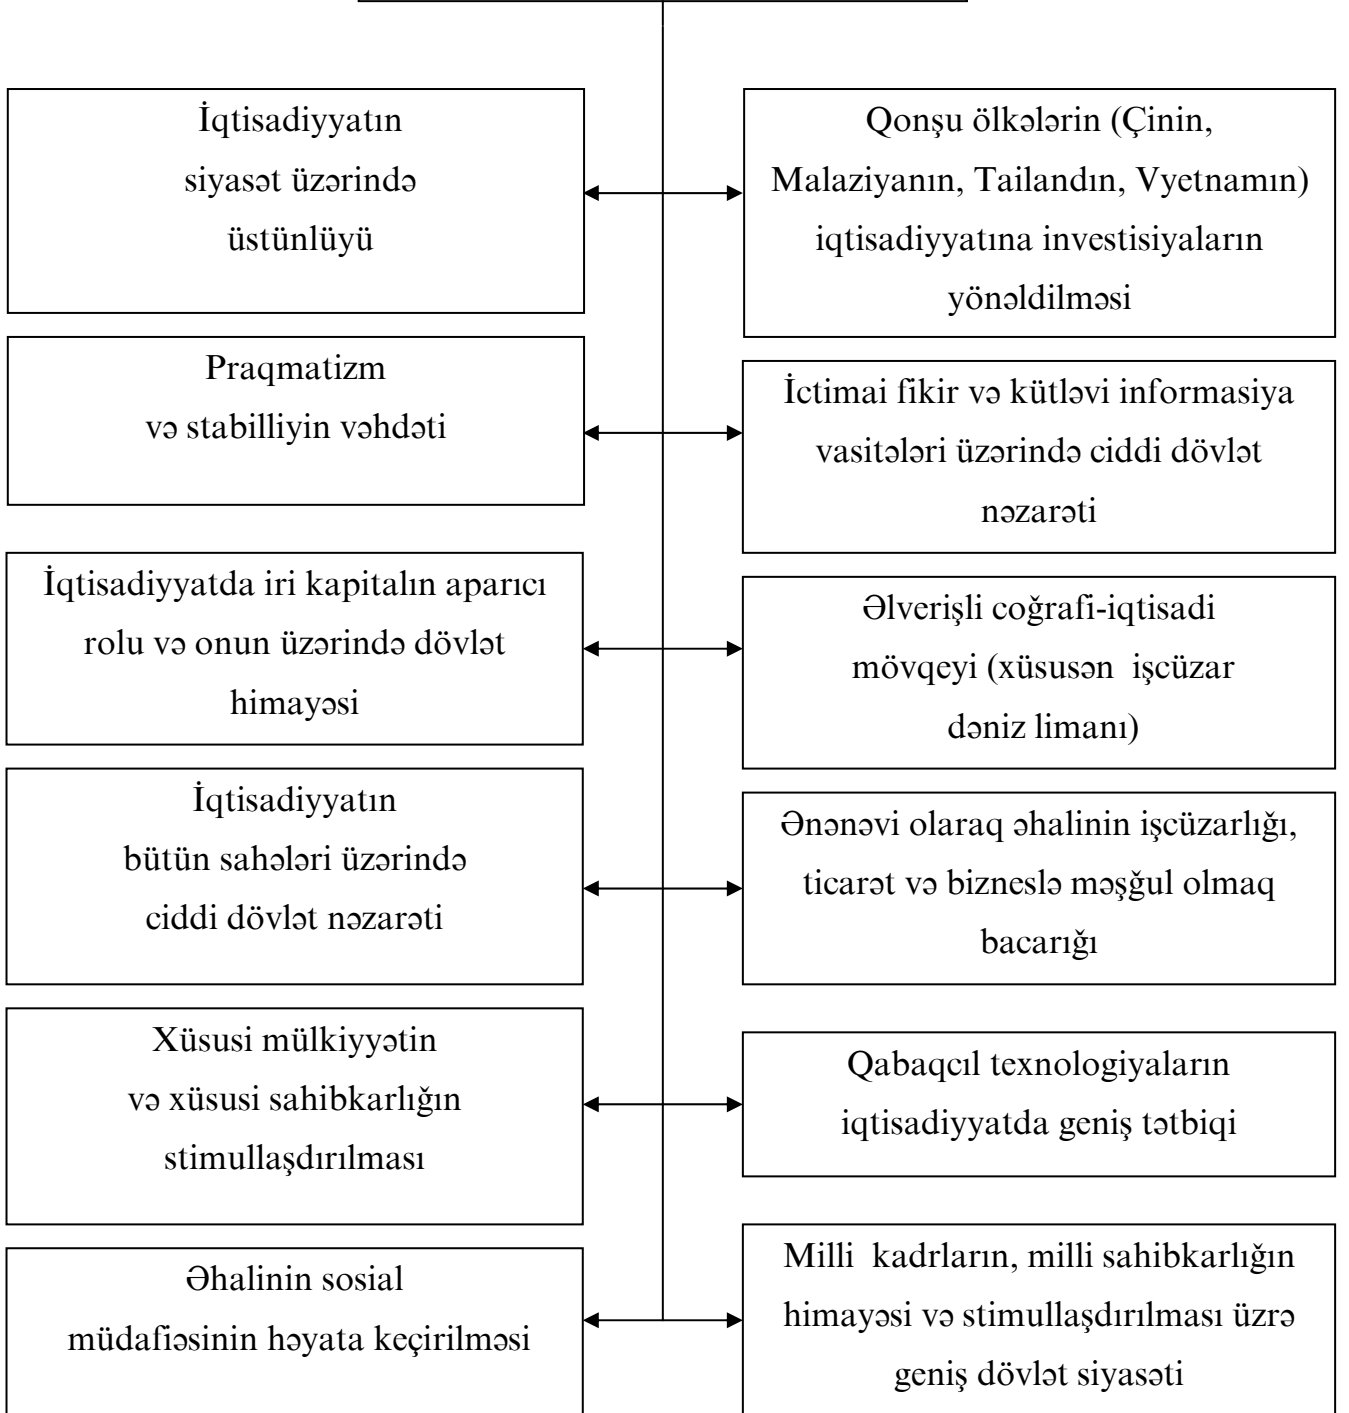 İqtisadiyyatın
siyasət üzərində
üstünlüyü
Qonşu ölkələrin (Çinin,
Malaziyanın, Tailandın, Vyetnamın)
iqtisadiyyatına investisiyaların
yönəldilməsi
Praqmatizm
və stabilliyin vəhdəti
İctimai fikir və kütləvi informasiya
vasitələri üzərində ciddi dövlət
nəzarəti
İqtisadiyyatda iri kapitalın aparıcı
rolu və onun üzərində dövlət
himayəsi
Əlverişli coğrafi-iqtisadi
mövqeyi (xüsusən işcüzar
dəniz limanı)
İqtisadiyyatın
bütün sahələri üzərində
ciddi dövlət nəzarəti
Ənənəvi olaraq əhalinin işcüzarlığı,
ticarət və bizneslə məşğul olmaq
bacarığı
Xüsusi mülkiyyətin
və xüsusi sahibkarlığın
stimullaşdırılması
Qabaqcıl texnologiyaların
iqtisadiyyatda geniş tətbiqi
Əhalinin sosial
müdafiəsinin həyata keçirilməsi
Milli kadrların, milli sahibkarlığın
himayəsi və stimullaşdırılması üzrə
geniş dövlət siyasəti